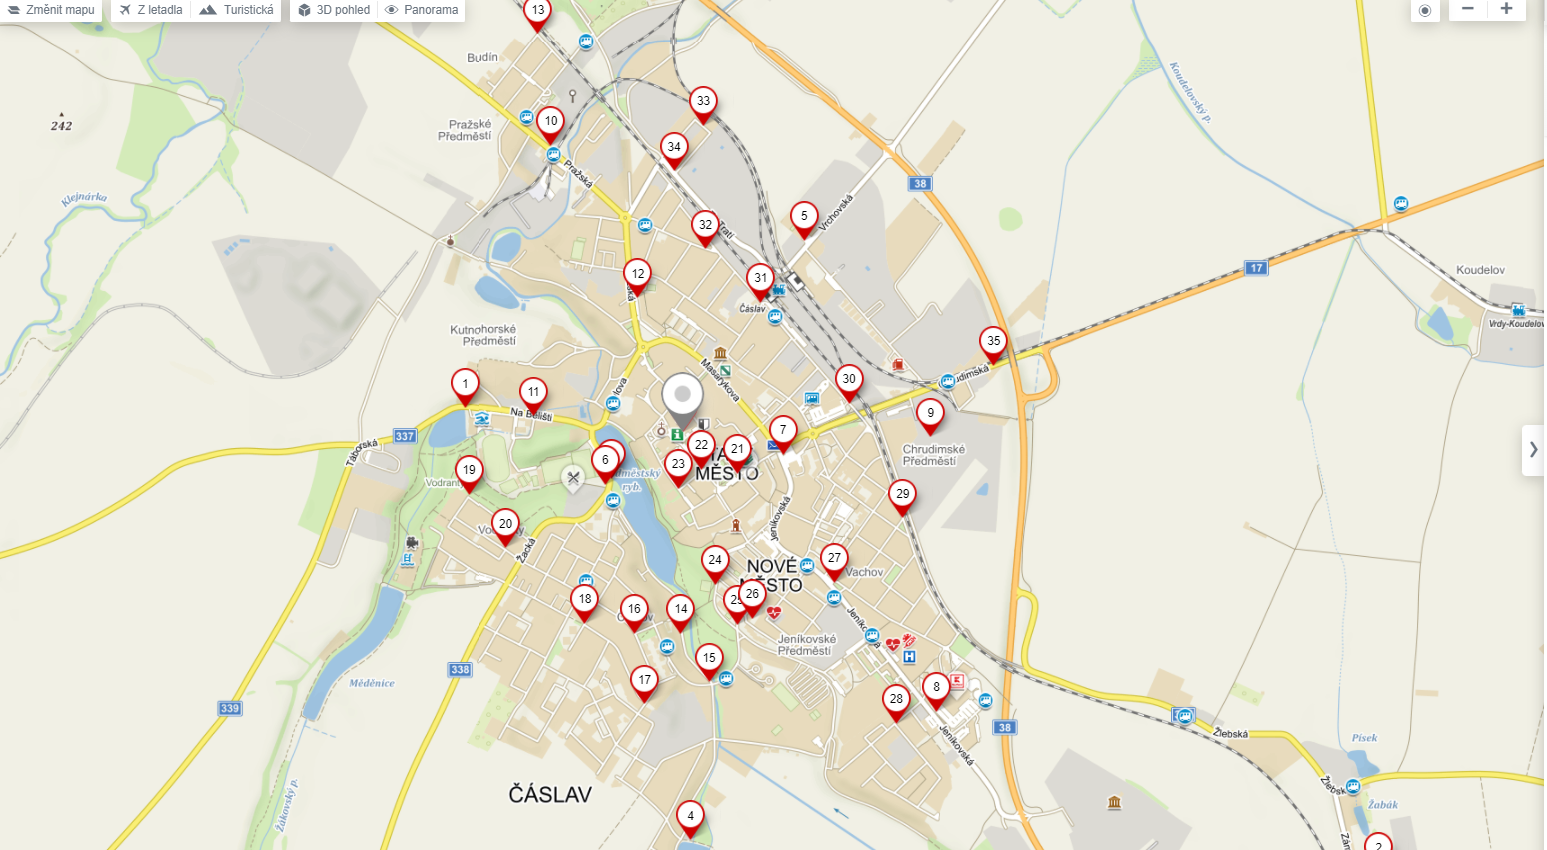 Změnit mapu
Z letadla
Turistická
3D pohled
Panorama
13
Budín
242
Pražské
Předměstí
10
33
34
Pražská
38
Koudelovský p.
Klejnárka
5
Vrchovská
32
Tratí
12
31
Čáslav
17
Koudelov
Vrdy-Koudelov
Kutnohorské
Předměstí
35
Masarykova
30
1
11
Na Bělišti
9
Chrudimské
Předměstí
7
337
Táborská
22
21
MĚSTO
23
6
ryb.
19
20
29
Žacká
Jeníkovská
24
NOVÉ
MĚSTO
27
Vachov
18
16
14
25
26
Jeníkovské
Předměstí
15
17
338
339
Měděnice
28
8
38
Jeníkovská
Žlebská
Písek
Žabák
ČÁSLAV
Žákovský p.
4
2